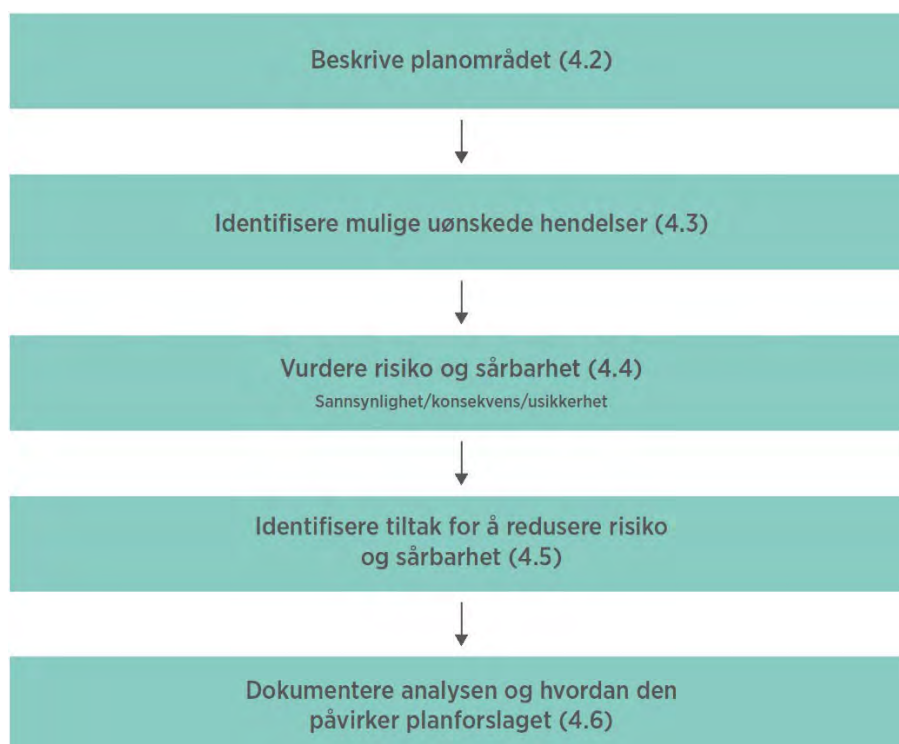 Beskrive planområdet (4.2)
Identifisere mulige uønskede hendelser (4.3)
Vurdere risiko og sårbarhet (4.4)
Sannsynlighet/konsekvens/usikkerhet
Identifisere tiltak for å redusere risiko
og sårbarhet (4.5)
Dokumentere analysen og hvordan den
påvirker planforslaget (4.6)